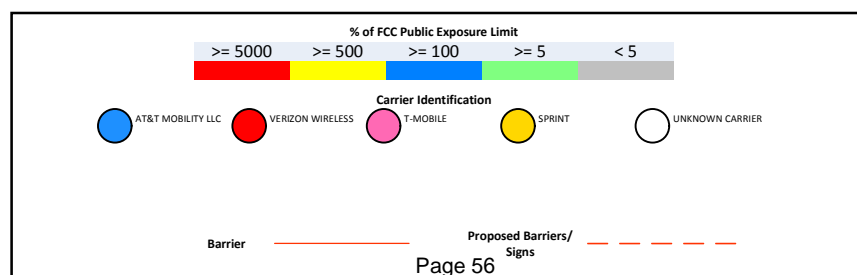 % of FCC Public Exposure Limit
>= 5000 >= 500 >= 100 >= 5 < 5
Carrier Identification
AT&T MOBILITY LLC VERIZON WIRELESS T-MOBILE SPRINT UNKNOWN CARRIER
Barrier Proposed Barriers/
Signs
Page 56